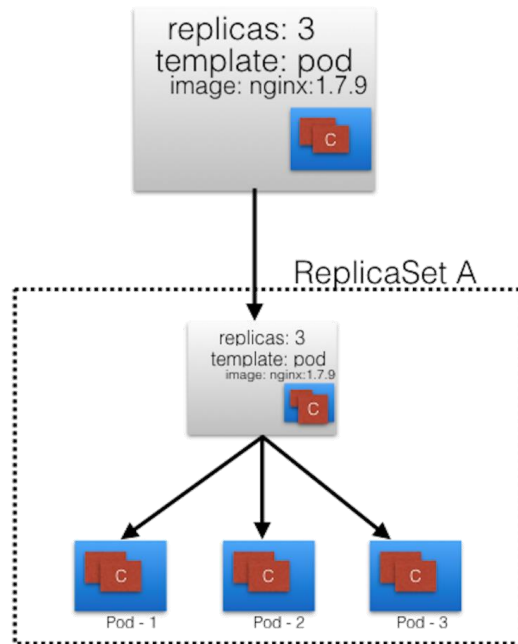 replicas: 3
template: pod
image: nginx:1.7.9
C
ReplicaSet A
replicas: 3
template: pod
image: nginx:1.7.9
C
C
C
C
Pod - 1
Pod - 2
Pod - 3